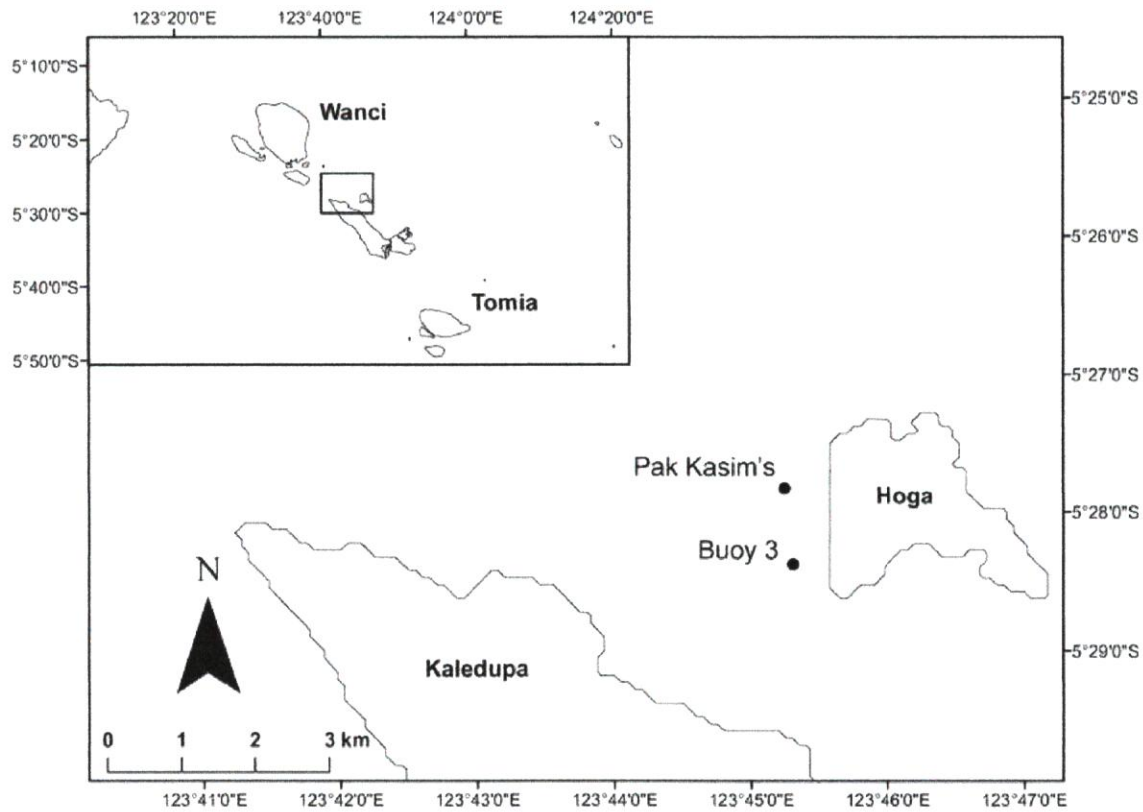 123°20'0"E 123°40'0"E 124°0'0"E 124°20'0"E
5°10'0"S
5°20'0"S
5°30'0"S
5°40'0"S
5°50'0"S
Wanci
Tomia
5°25'0"S
5°26'0"S
5°27'0"S
5°28'0"S
5°29'0"S
Pak Kasim's
Hoga
Buoy 3
N
Kaledupa
0 1 2 3 km
123°41'0"E 123°42'0"E 123°43'0"E 123°44'0"E 123°45'0"E 123°46'0"E 123°47'0"E